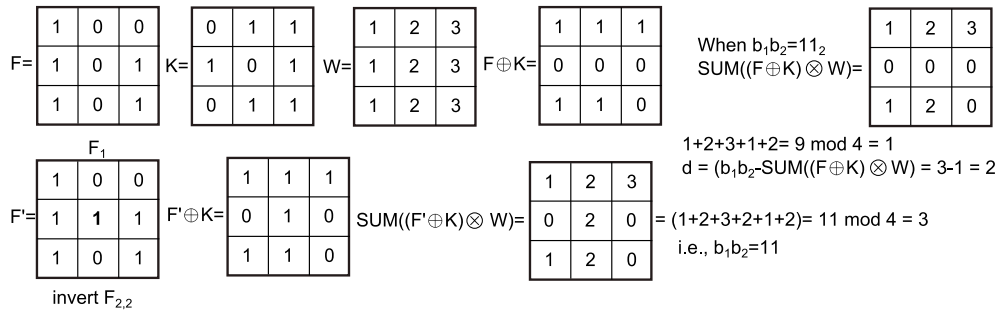 F=
1 0 0
1 0 1
1 0 1
F₁
K=
0 1 1
1 0 1
0 1 1
W=
1 2 3
1 2 3
1 2 3
F⊕K=
1 1 1
0 0 0
1 1 0
When b₁b₂=11₂
SUM((F⊕K)⊗W)=
1 2 3
0 0 0
1 2 0
1+2+3+1+2= 9 mod 4 = 1
d = (b₁b₂-SUM((F⊕K)⊗W) = 3-1 = 2
F'=
1 0 0
1 1 1
1 0 1
invert F₂,₂
F'⊕K=
1 1 1
0 1 0
1 1 0
SUM((F'⊕K)⊗W)=
1 2 3
0 2 0
1 2 0
= (1+2+3+2+1+2)= 11 mod 4 = 3
i.e., b₁b₂=11